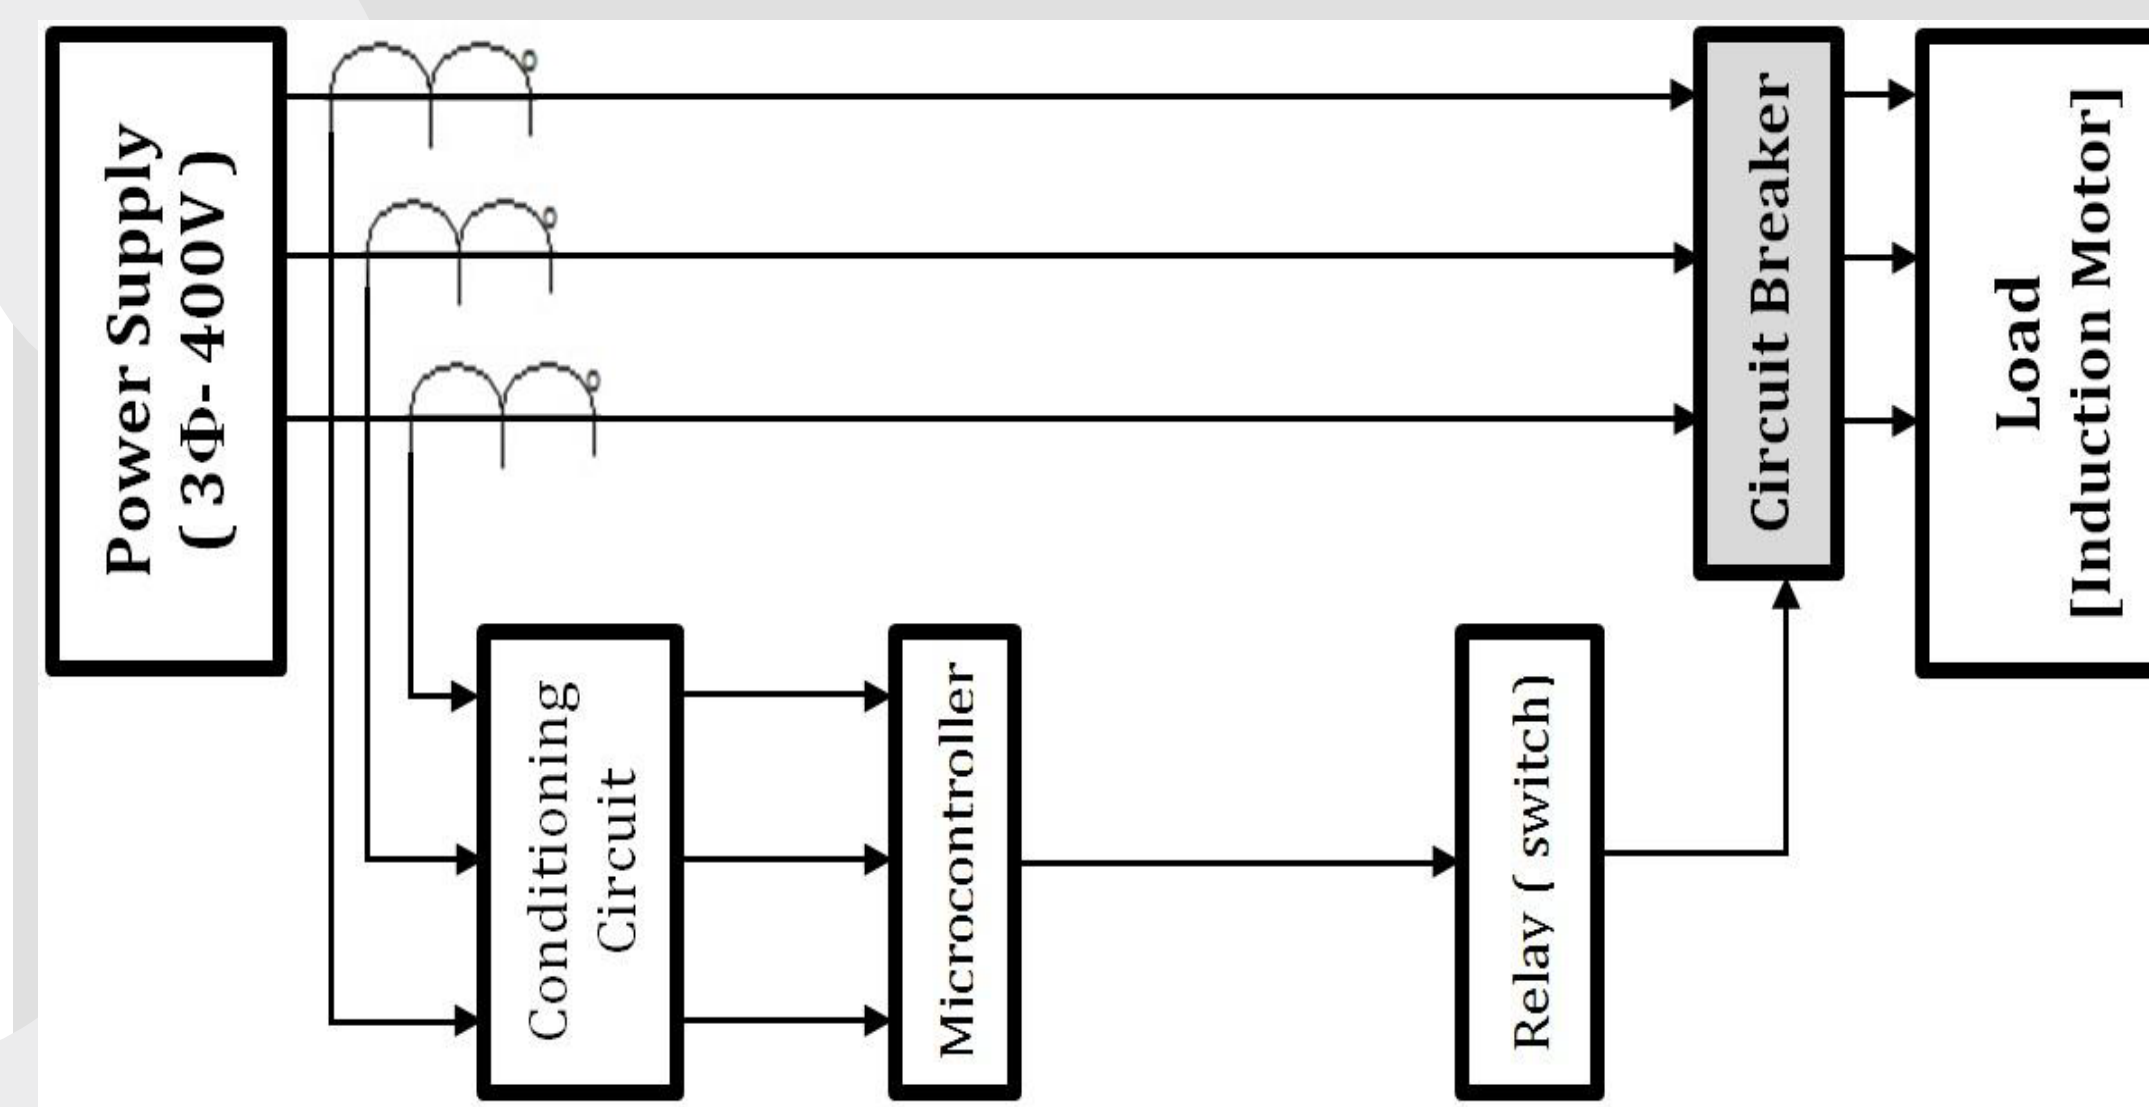 Power Supply
( 3Φ- 400V )
Circuit Breaker
Load
[Induction Motor]
Conditioning
Circuit
Microcontroller
Relay ( switch)